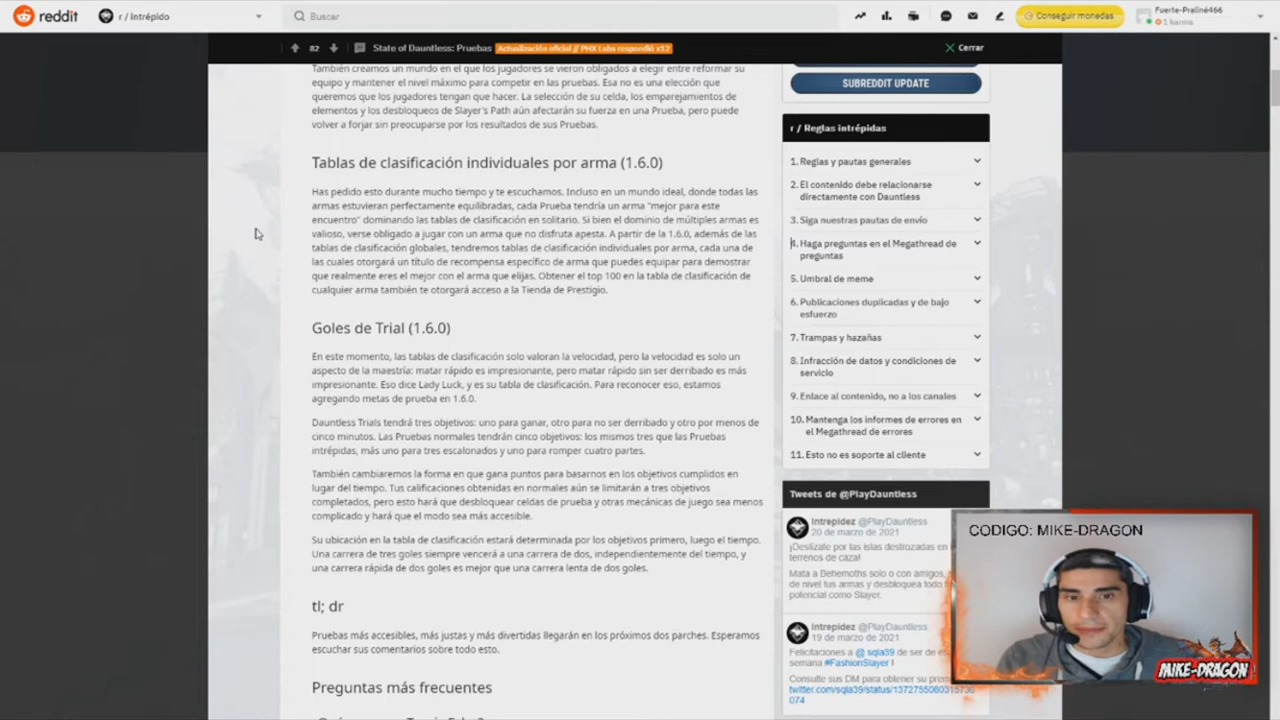 reddit
r / Intrépido
Buscar
Conseguir monedas
Fuerte-Praliné466
1 karma
82
State of Dauntless: Pruebas
Actualización oficial // PHX Labs respondió x12
Cerrar
También creamos un mundo en el que los jugadores se vieron obligados a elegir entre reformar su
equipo y mantener el nivel máximo para competir en las pruebas. Esa no es una elección que
queremos que los jugadores tengan que hacer. La selección de su celda, los emparejamientos de
elementos y los desbloqueos de Slayer's Path aún afectarán su fuerza en una Prueba, pero puede
volver a forjar sin preocuparse por los resultados de sus Pruebas.
Tablas de clasificación individuales por arma (1.6.0)
Has pedido esto durante mucho tiempo y te escuchamos. Incluso en un mundo ideal, donde todas las
armas estuvieran perfectamente equilibradas, cada Prueba tendría un arma "mejor para este
encuentro" dominando las tablas de clasificación en solitario. Si bien el dominio de múltiples armas es
valioso, verse obligado a jugar con un arma que no disfruta apesta. A partir de la 1.6.0, además de las
tablas de clasificación globales, tendremos tablas de clasificación individuales por arma, cada una de
las cuales otorgará un título de recompensa específico de arma que puedes equipar para demostrar
que realmente eres el mejor con el arma que elijas. Obtener el top 100 en la tabla de clasificación de
cualquier arma también te otorgará acceso a la Tienda de Prestigio.
Goles de Trial (1.6.0)
En este momento, las tablas de clasificación solo valoran la velocidad, pero la velocidad es solo un
aspecto de la maestría: matar rápido es impresionante, pero matar rápido sin ser derribado es más
impresionante. Eso dice Lady Luck, y es su tabla de clasificación. Para reconocer eso, estamos
agregando metas de prueba en 1.6.0.
Dauntless Trials tendrá tres objetivos: uno para ganar, otro para no ser derribado y otro por menos de
cinco minutos. Las Pruebas normales tendrán cinco objetivos: los mismos tres que las Pruebas
intrépidas, más uno para tres escalonados y uno para romper cuatro partes.
También cambiaremos la forma en que gana puntos para basarnos en los objetivos cumplidos en
lugar del tiempo. Tus calificaciones obtenidas en normales aún se limitarán a tres objetivos
completados, pero esto hará que desbloquear celdas de prueba y otras mecánicas de juego sea menos
complicado y hará que el modo sea más accesible.
Su ubicación en la tabla de clasificación estará determinada por los objetivos primero, luego el tiempo.
Una carrera de tres goles siempre vencerá a una carrera de dos, independientemente del tiempo, y
una carrera rápida de dos goles es mejor que una carrera lenta de dos goles.
tl; dr
Pruebas más accesibles, más justas y más divertidas llegarán en los próximos dos parches. Esperamos
escuchar sus comentarios sobre todo esto.
Preguntas más frecuentes
SUBREDDIT UPDATE
r / Reglas intrépidas
1. Reglas y pautas generales
2. El contenido debe relacionarse
directamente con Dauntless
3. Siga nuestras pautas de envío
4. Haga preguntas en el Megathread de
preguntas
5. Umbral de meme
6. Publicaciones duplicadas y de bajo
esfuerzo
7. Trampas y hazañas
8. Infracción de datos y condiciones de
servicio
9. Enlace al contenido, no a los canales
10. Mantenga los informes de errores en
el Megathread de errores
11. Esto no es soporte al cliente
Tweets de @PlayDauntless
Intrepidez @PlayDauntless
20 de marzo de 2021
¡Deslízate por las islas destrozadas en
terrenos de caza!
Mata a Behemoths solo o con amigos,
de nivel tus armas y desbloquea todo
potencial como Slayer.
Intrepidez @PlayDauntless
19 de marzo de 2021
Felicitaciones a @ sqla39 de ser de
semana #FashionSlayer !
Consulte sus DM para obtener su
twitter.com/sqla39/status/1372755080315736
074
CODIGO: MIKE-DRAGON
MIKE-DRAGON